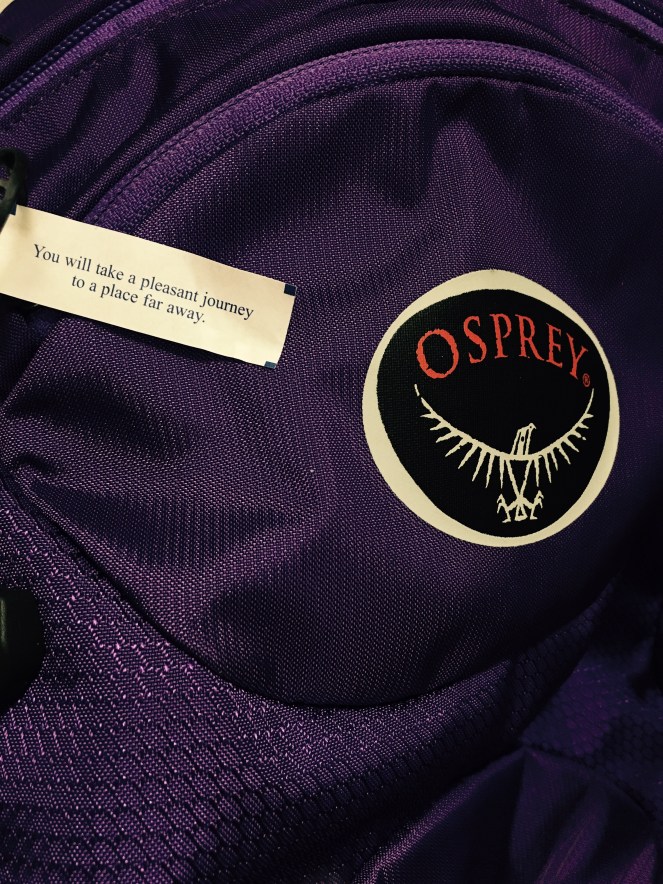 You will take a pleasant journey
to a place far away.
OSPREY®